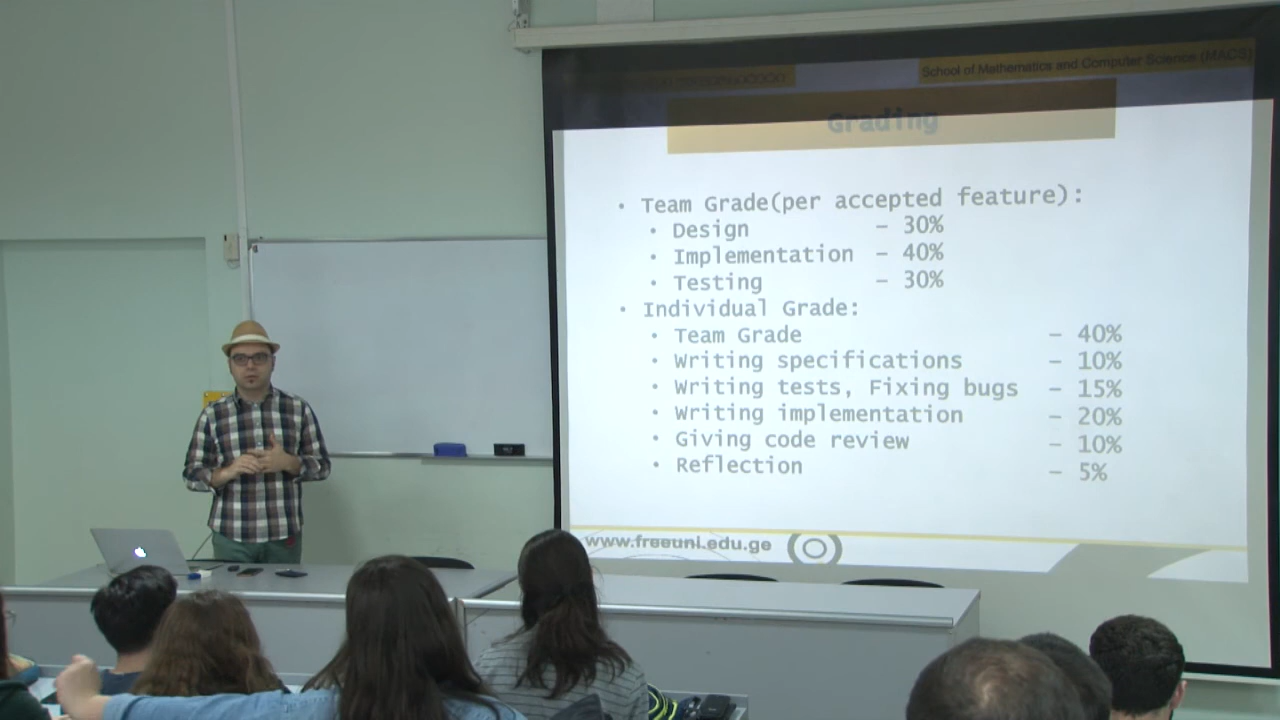 School of Mathematics and Computer Science (MACS)
Grading
• Team Grade(per accepted feature):
• Design – 30%
• Implementation – 40%
• Testing – 30%
• Individual Grade:
• Team Grade – 40%
• Writing specifications – 10%
• Writing tests, Fixing bugs – 15%
• Writing implementation – 20%
• Giving code review – 10%
• Reflection – 5%
www.freeuni.edu.ge